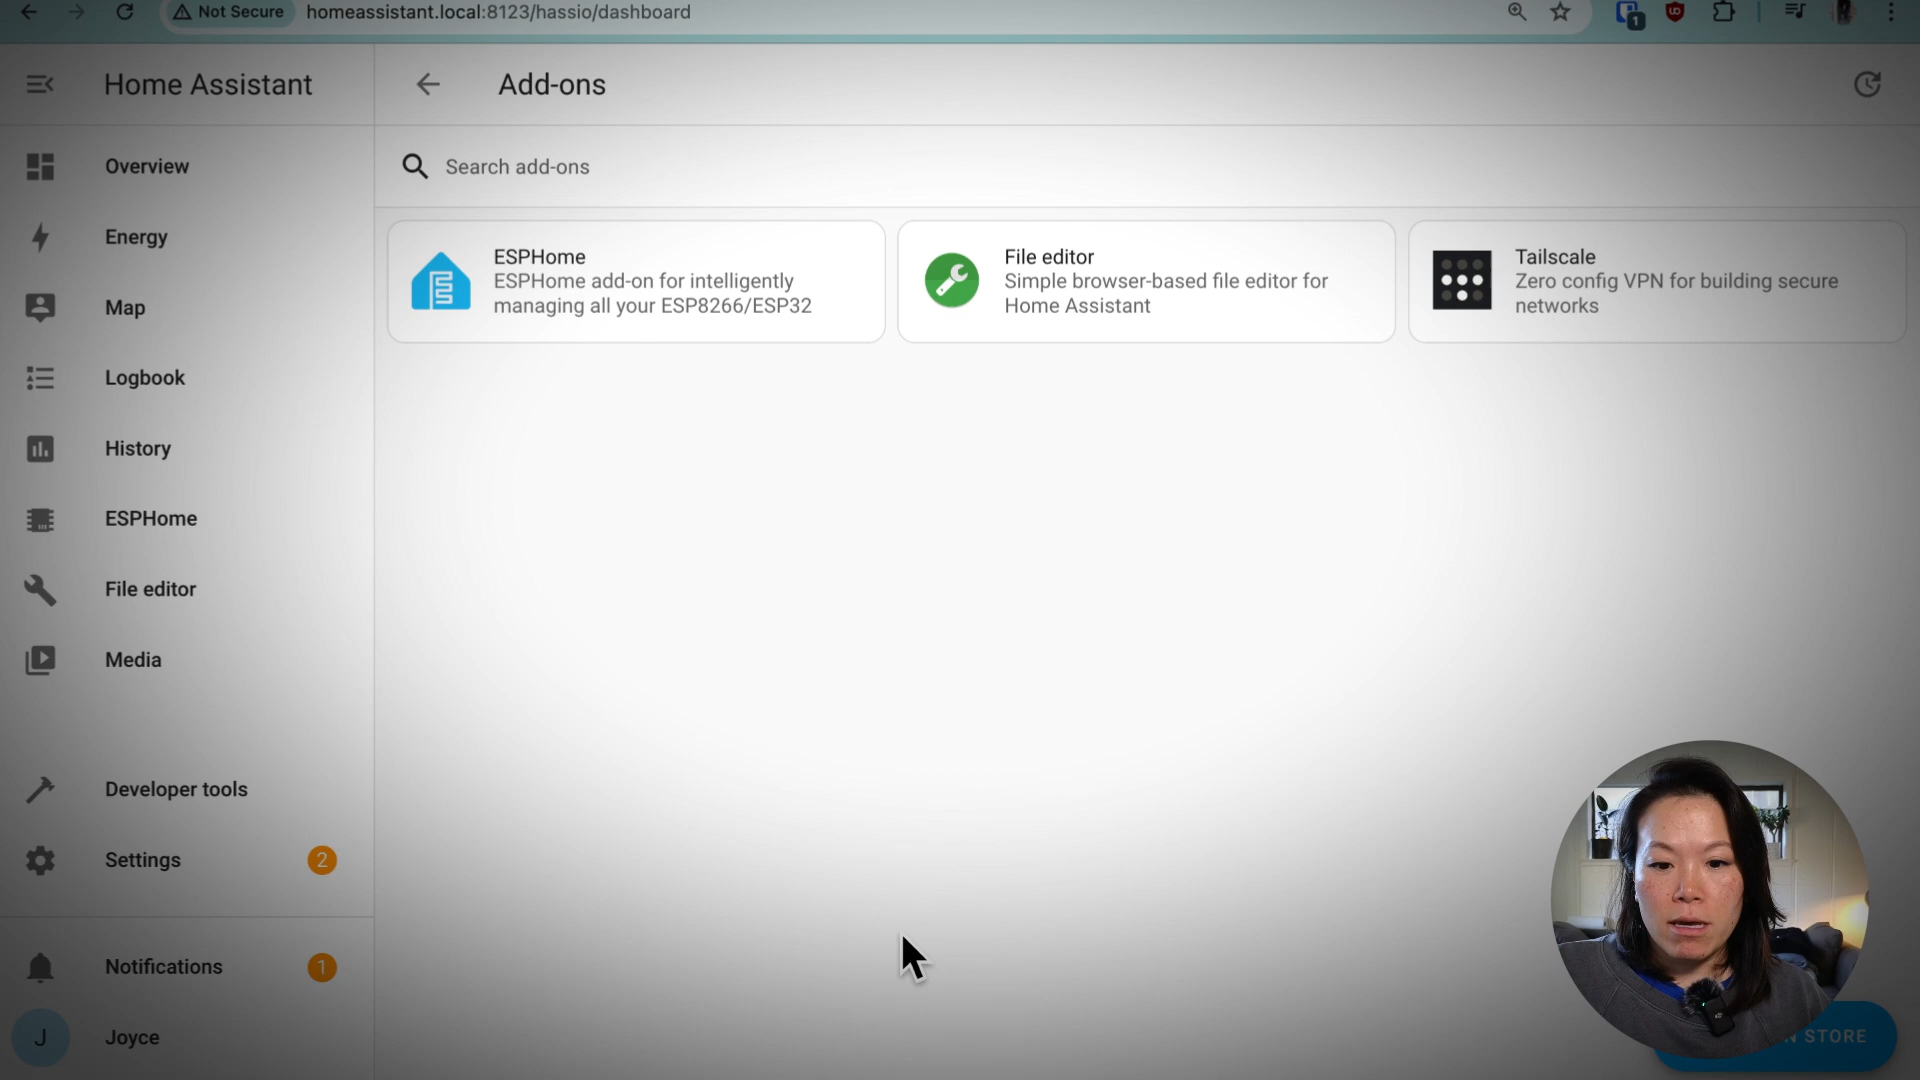 Not Secure homeassistant.local:8123/hassio/dashboard
1
Home Assistant
Add-ons
Overview
Search add-ons
Energy
ESPHome
ESPHome add-on for intelligently
managing all your ESP8266/ESP32
File editor
Simple browser-based file editor for
Home Assistant
Tailscale
Zero config VPN for building secure
networks
Map
Logbook
History
ESPHome
File editor
Media
Developer tools
Settings 2
Notifications 1
J Joyce
STORE